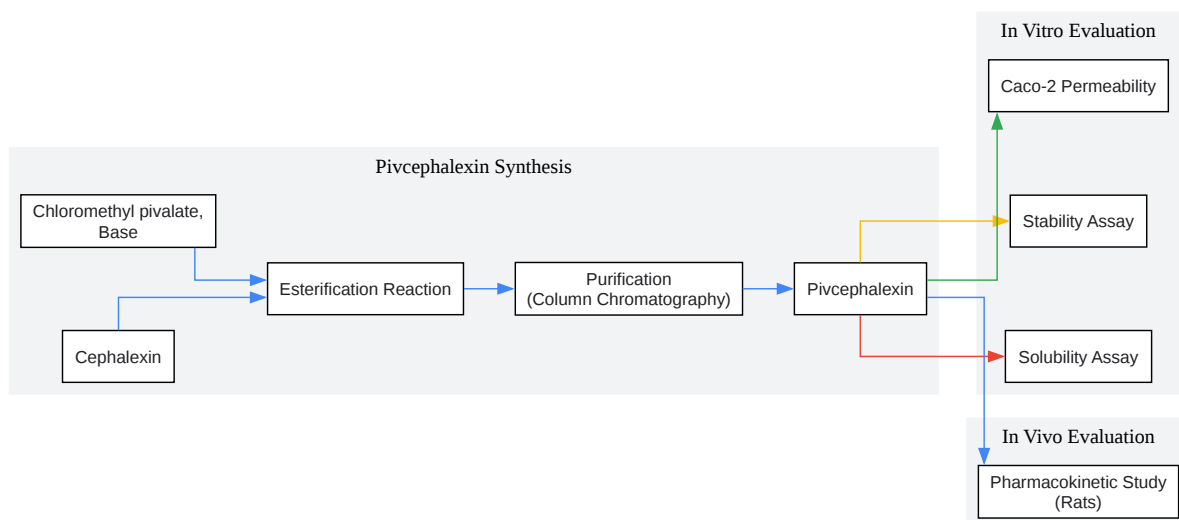 In Vitro Evaluation
Caco-2 Permeability
Pivcephalexin Synthesis
Chloromethyl pivalate,
Base
Stability Assay
Esterification Reaction
Purification
(Column Chromatography)
Pivcephalexin
Cephalexin
Solubility Assay
In Vivo Evaluation
Pharmacokinetic Study
(Rats)